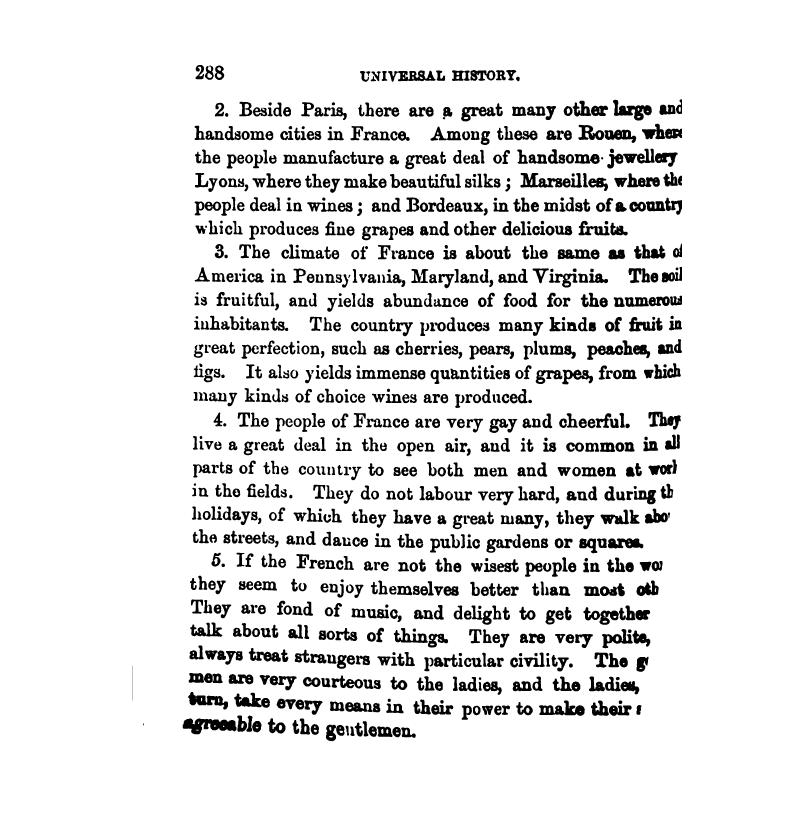 288 UNIVERSAL HISTORY.
2. Beside Paris, there are a great many other large and
handsome cities in France. Among these are Rouen, where
the people manufacture a great deal of handsome jewellery
Lyons, where they make beautiful silks; Marseilles, where the
people deal in wines; and Bordeaux, in the midst of a country
which produces fine grapes and other delicious fruits.
3. The climate of France is about the same as that of
America in Pennsylvania, Maryland, and Virginia. The soil
is fruitful, and yields abundance of food for the numerous
inhabitants. The country produces many kinds of fruit in
great perfection, such as cherries, pears, plums, peaches, and
figs. It also yields immense quantities of grapes, from which
many kinds of choice wines are produced.
4. The people of France are very gay and cheerful. They
live a great deal in the open air, and it is common in all
parts of the country to see both men and women at work
in the fields. They do not labour very hard, and during th
holidays, of which they have a great many, they walk abo
the streets, and dance in the public gardens or squares.
5. If the French are not the wisest people in the wo
they seem to enjoy themselves better than most oth
They are fond of music, and delight to get together
talk about all sorts of things. They are very polite,
always treat strangers with particular civility. The g
men are very courteous to the ladies, and the ladies,
turn, take every means in their power to make their
agreeable to the gentlemen.